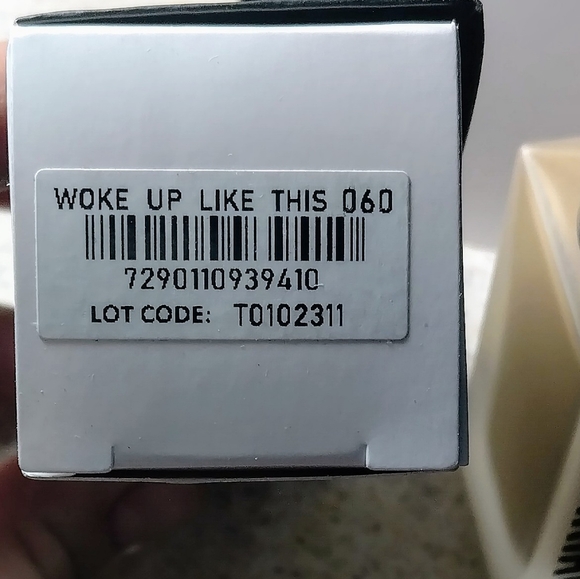 WOKE UP LIKE THIS 060
7290110939410
LOT CODE: T0102311